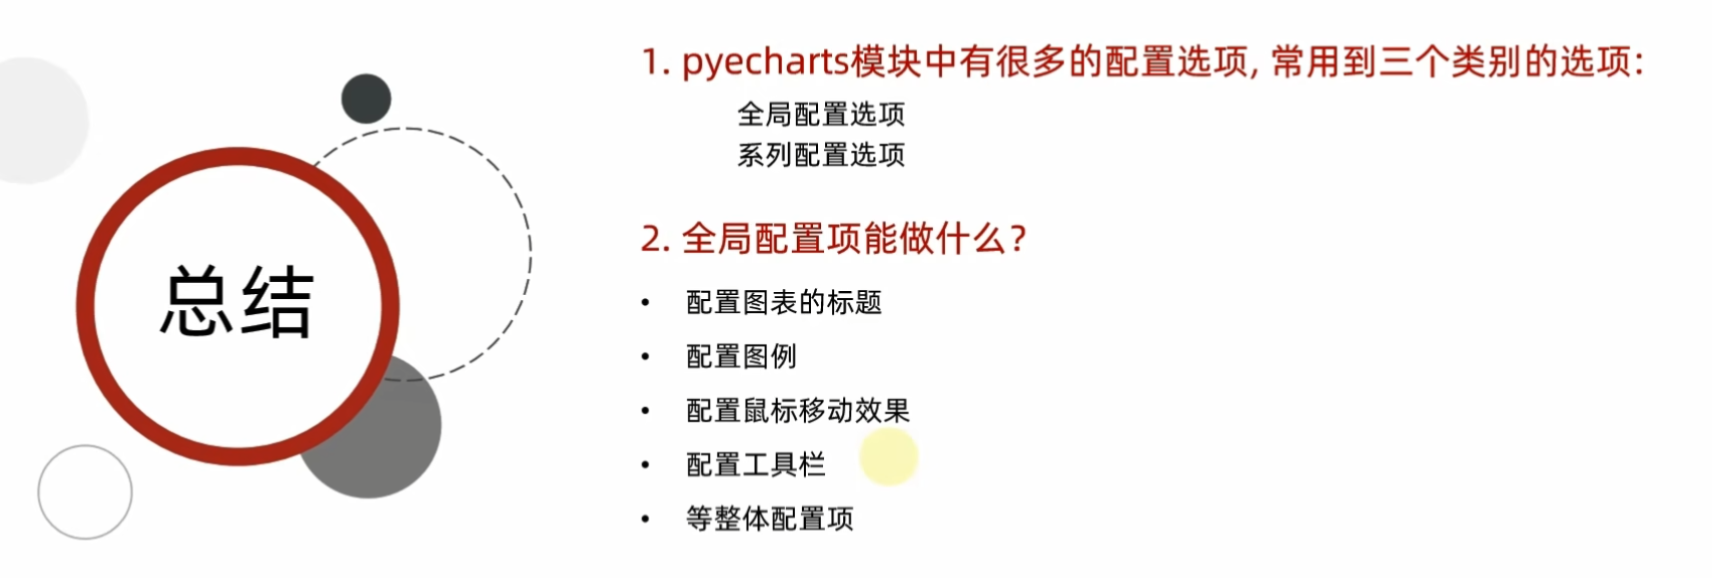 总结
1. pyecharts模块中有很多的配置选项, 常用到三个类别的选项:
全局配置选项
系列配置选项
2. 全局配置项能做什么?
• 配置图表的标题
• 配置图例
• 配置鼠标移动效果
• 配置工具栏
• 等整体配置项